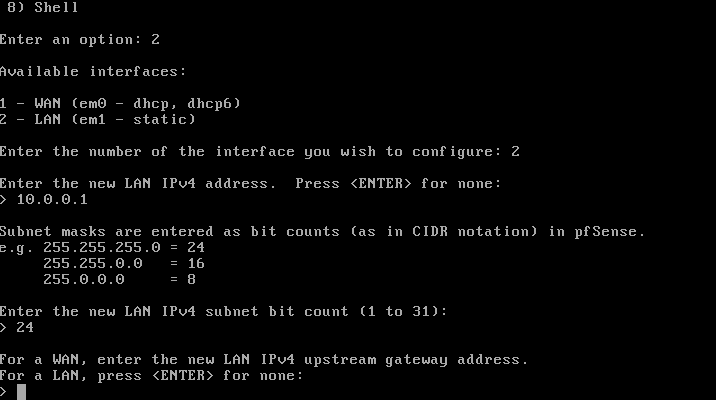 8) Shell
Enter an option: 2
Available interfaces:
1 - WAN (em0 - dhcp, dhcp6)
2 - LAN (em1 - static)
Enter the number of the interface you wish to configure: 2
Enter the new LAN IPv4 address.  Press <ENTER> for none:
> 10.0.0.1
Subnet masks are entered as bit counts (as in CIDR notation) in pfSense.
e.g. 255.255.255.0 = 24
     255.255.0.0   = 16
     255.0.0.0     = 8
Enter the new LAN IPv4 subnet bit count (1 to 31):
> 24
For a WAN, enter the new LAN IPv4 upstream gateway address.
For a LAN, press <ENTER> for none:
>